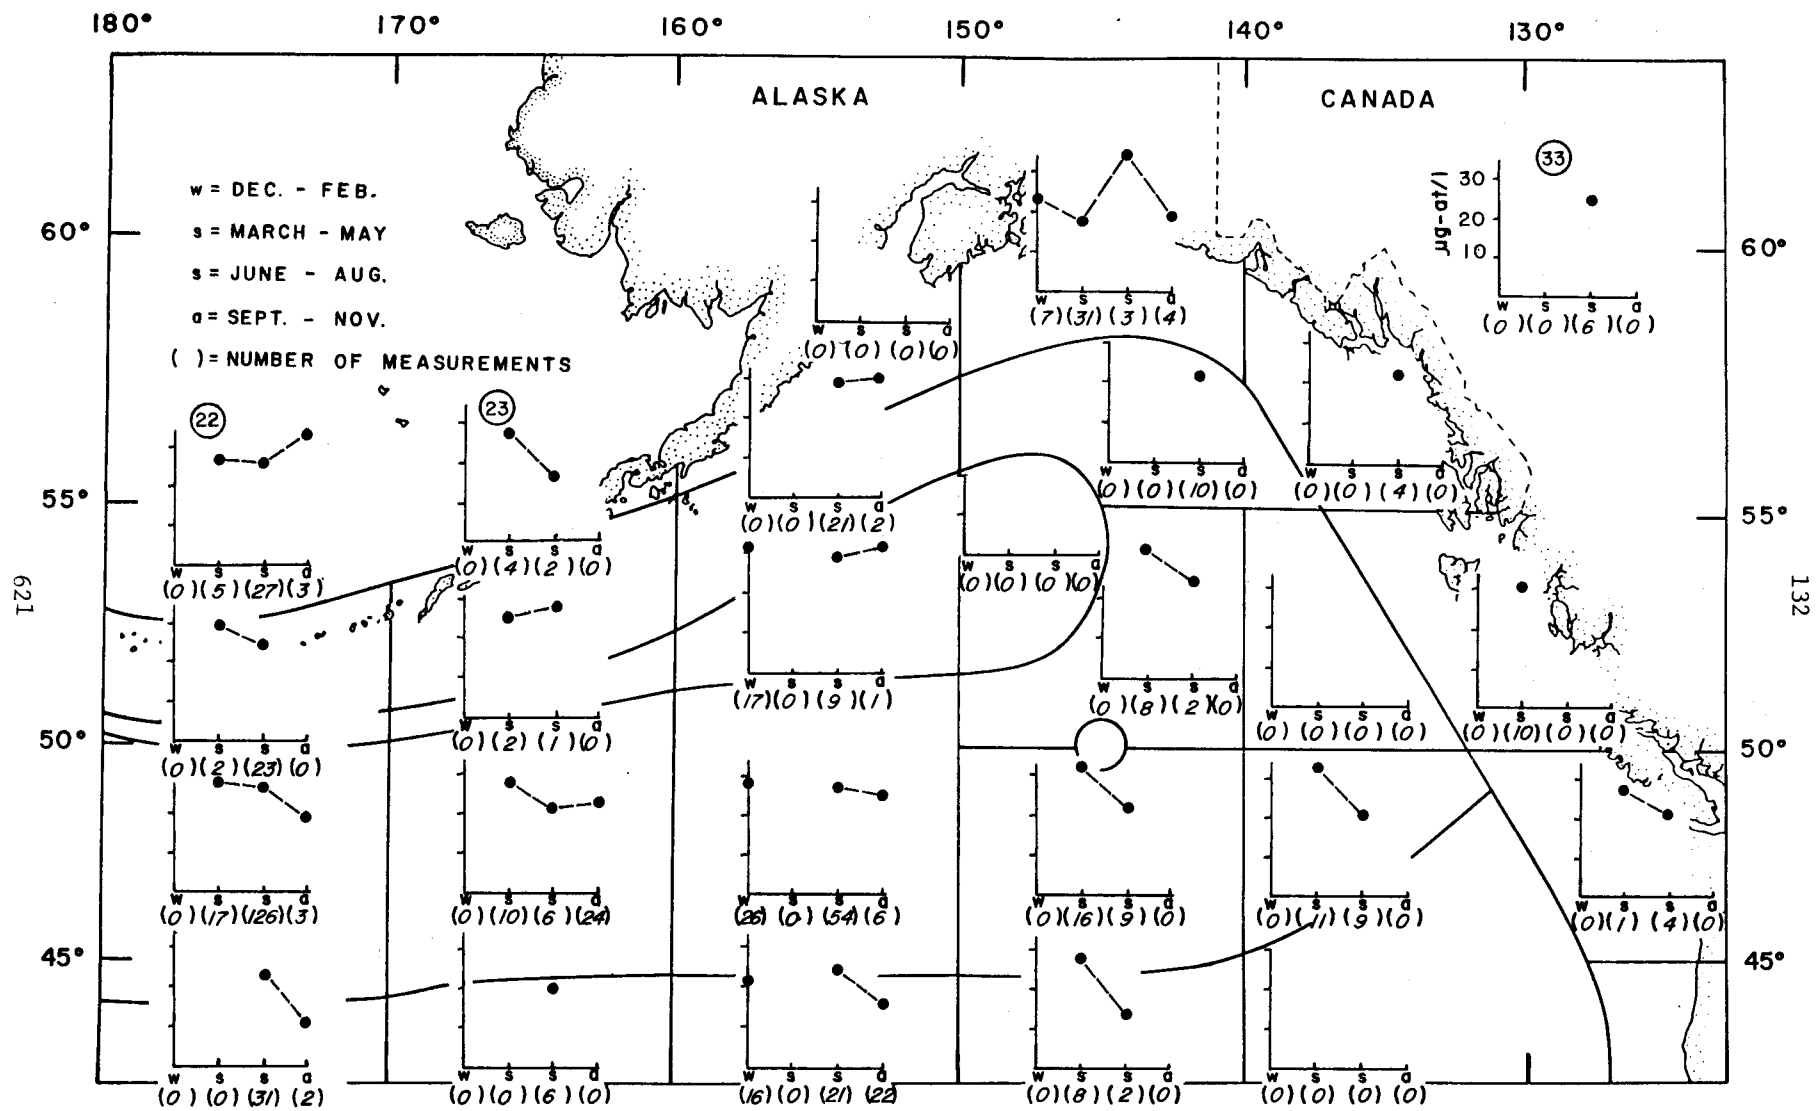 180° 170° 160° 150° 140° 130°
ALASKA CANADA
w = DEC. - FEB.
s = MARCH - MAY
s = JUNE - AUG.
a = SEPT. - NOV.
( ) = NUMBER OF MEASUREMENTS
33
30
20
10
µg-at/l
60° 60°
w s s a
(7)(31)(3)(4)
w s s a
(0)(0)(6)(0)
w s s a
(0)(0)(0)(0)
22
23
w s s a
(0)(0)(10)(0)
w s s a
(0)(0)(4)(0)
55° 55°
w s s a
(0)(0)(21)(2)
w s s a
(0)(5)(27)(3)
w s s a
(0)(4)(2)(0)
w s s a
(0)(0)(0)(0)
621
132
w s s a
(17)(0)(9)(1)
w s s a
(0)(8)(2)(0)
w s s a
(0)(0)(0)(0)
w s s a
(0)(10)(0)(0)
50° 50°
w s s a
(0)(2)(23)(0)
w s s a
(0)(2)(1)(0)
w s s a
(0)(17)(126)(3)
w s s a
(0)(10)(6)(24)
w s s a
(26)(0)(54)(6)
w s s a
(0)(16)(9)(0)
w s s a
(0)(11)(9)(0)
w s s a
(0)(1)(4)(0)
45° 45°
w s s a
(0)(0)(31)(2)
w s s a
(0)(0)(6)(0)
w s s a
(16)(0)(21)(22
w s s a
(0)(8)(2)(0)
w s s a
(0)(0)(0)(0)